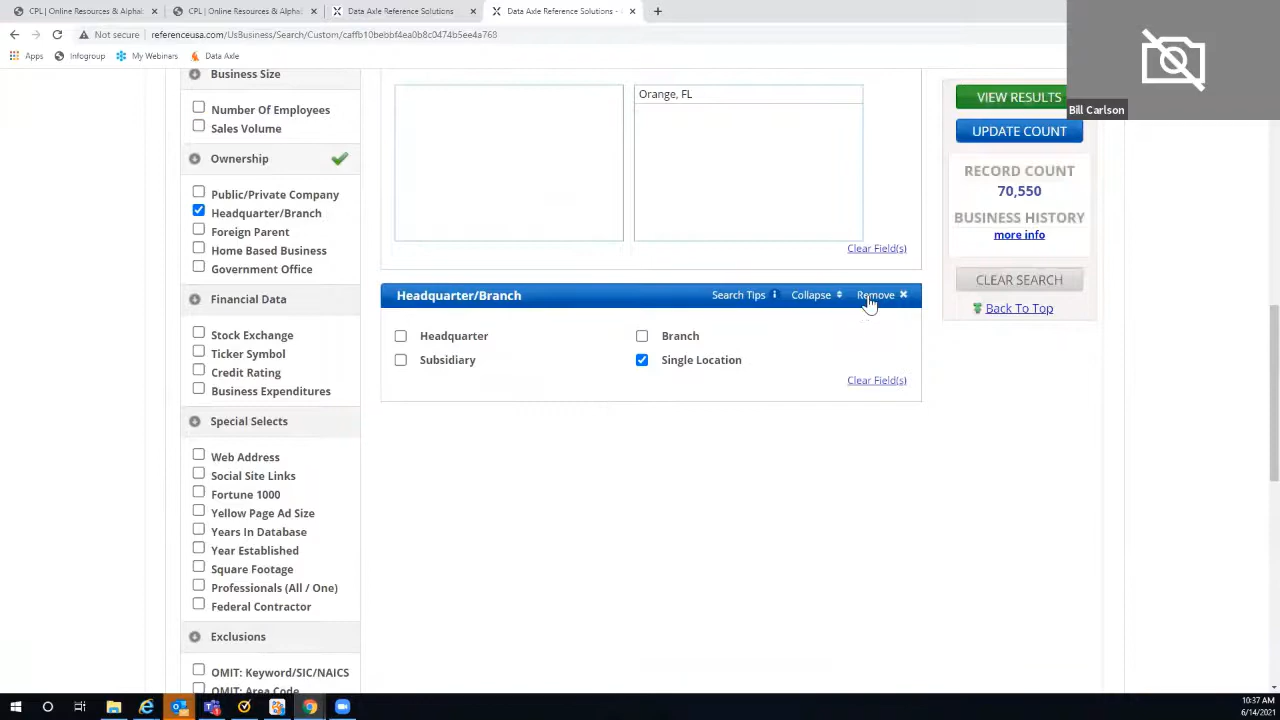 CPL | Online Resources & Alphab
CPL | Online Resources & Alphab
Data Axle Reference Solutions
Data Axle Reference Solutions -
Not secure | referenceusa.com/UsBusiness/Search/Custom/caffb10bebbf4ea0b8c0474b5ee4a768
Apps
Infogroup
My Webinars
Data Axle
Bill Carlson
Business Size
Number Of Employees
Sales Volume
Ownership
Public/Private Company
Headquarter/Branch
Foreign Parent
Home Based Business
Government Office
Financial Data
Stock Exchange
Ticker Symbol
Credit Rating
Business Expenditures
Special Selects
Web Address
Social Site Links
Fortune 1000
Yellow Page Ad Size
Years In Database
Year Established
Square Footage
Professionals (All / One)
Federal Contractor
Exclusions
OMIT: Keyword/SIC/NAICS
OMIT: Area Code
Orange, FL
Clear Field(s)
Headquarter/Branch
Search Tips
Collapse
Remove
Headquarter
Branch
Subsidiary
Single Location
Clear Field(s)
VIEW RESULTS
UPDATE COUNT
RECORD COUNT
70,550
BUSINESS HISTORY
more info
CLEAR SEARCH
Back To Top
10:37 AM
6/14/2021